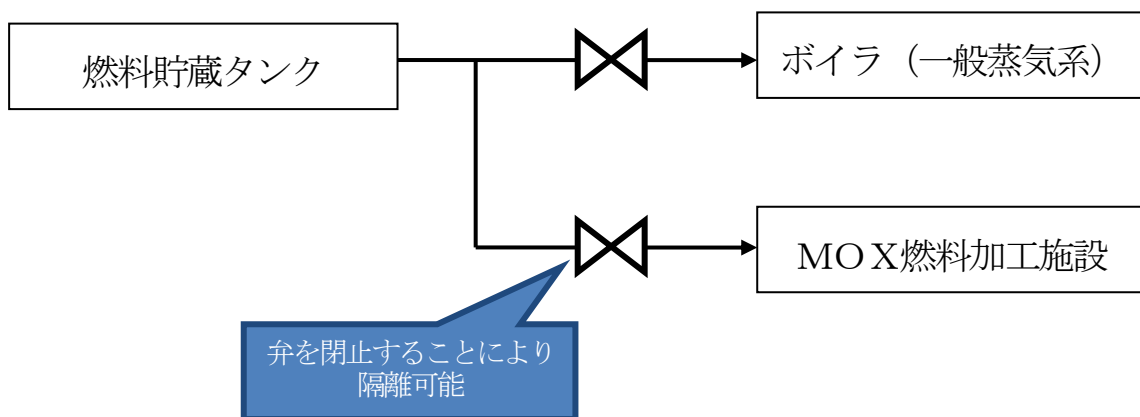 燃料貯蔵タンク
ボイラ（一般蒸気系）
ＭＯＸ燃料加工施設
弁を閉止することにより
隔離可能